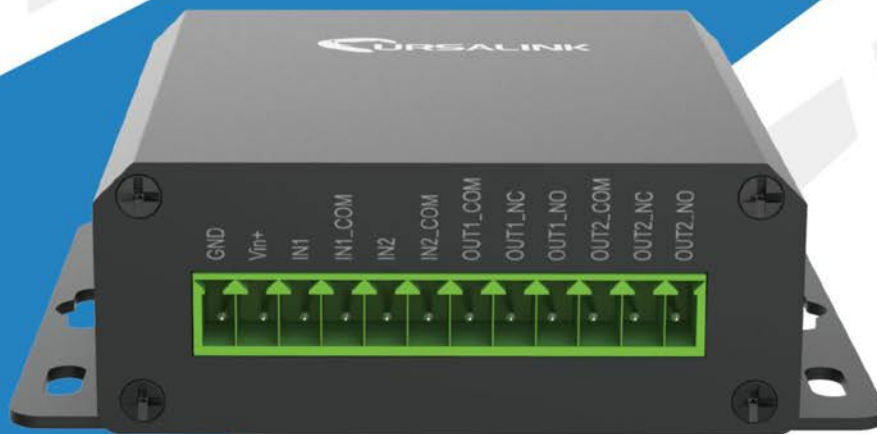 URSALINK
GND
Vin+
IN1
IN1_COM
IN2
IN2_COM
OUT1_COM
OUT1_NC
OUT1_NO
OUT2_COM
OUT2_NC
OUT2_NO